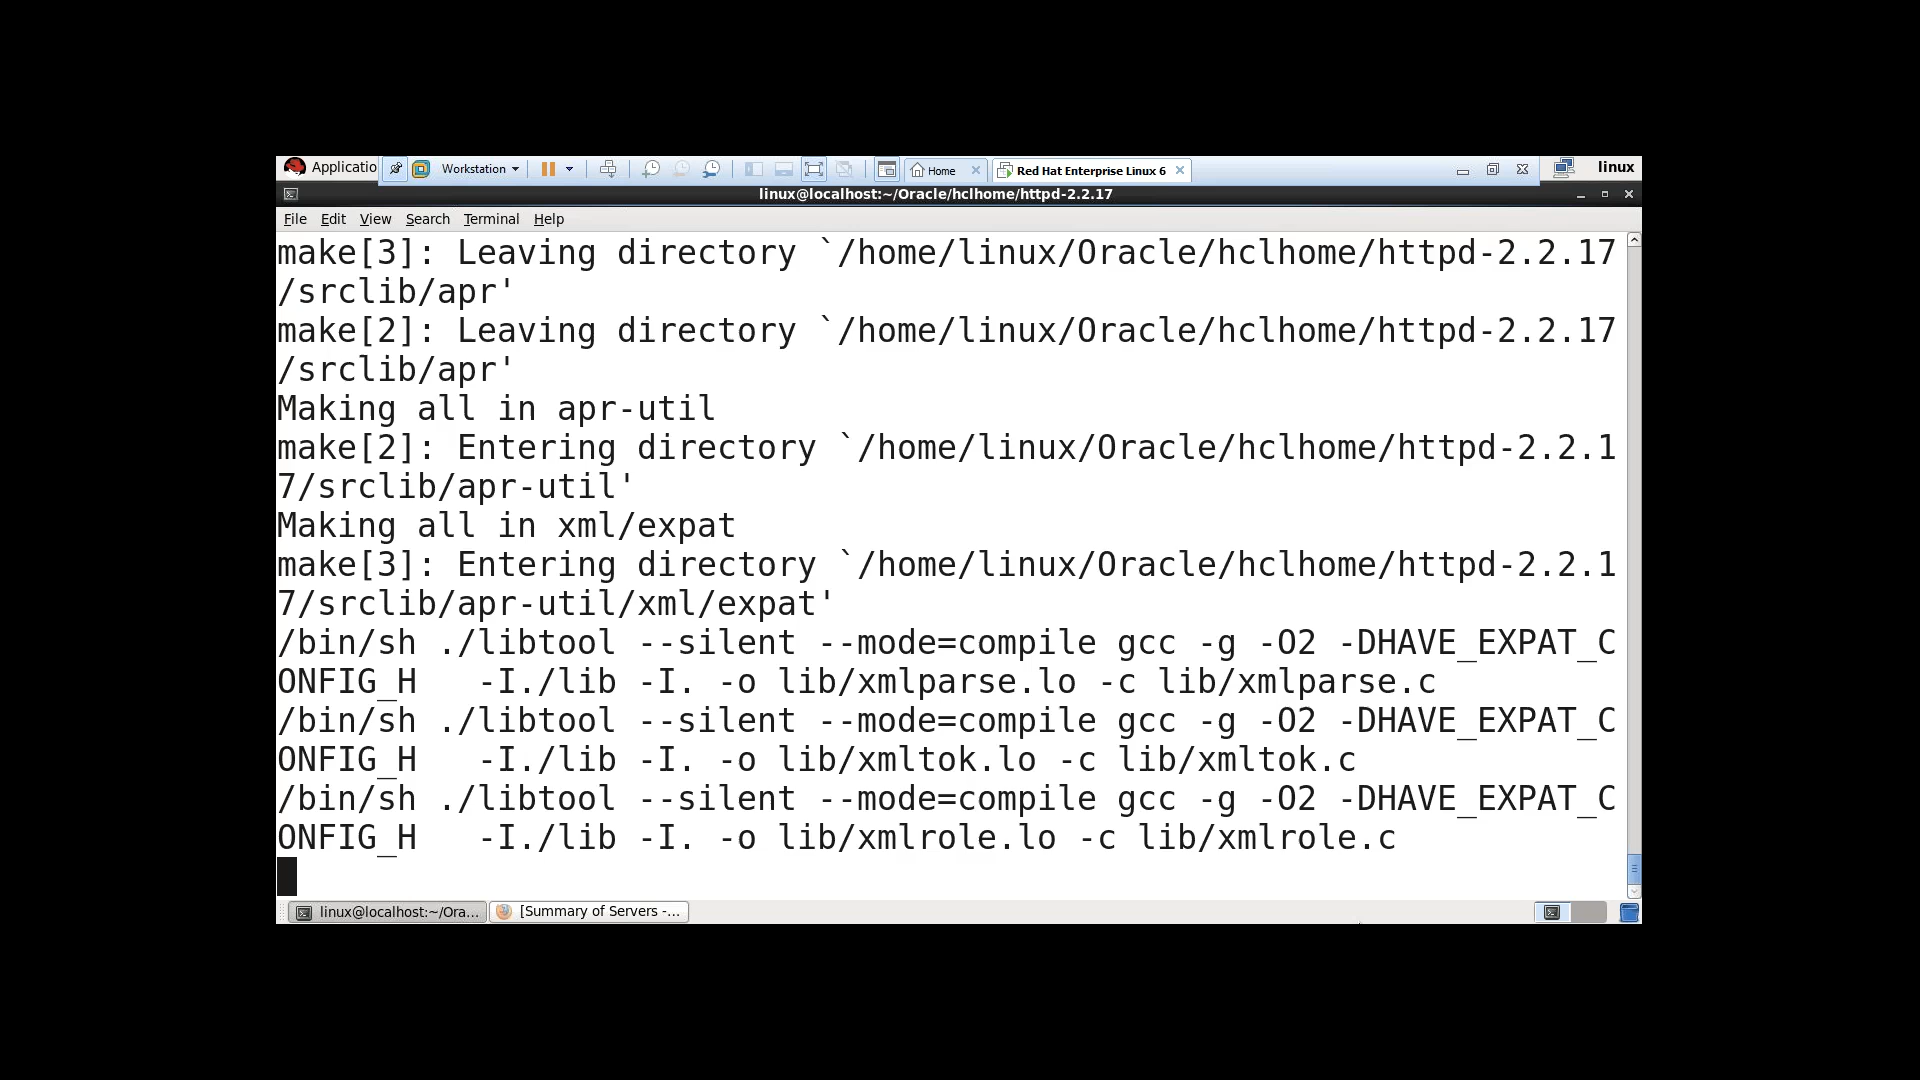 Applicatio
Workstation
Home
Red Hat Enterprise Linux 6
linux
linux@localhost:~/Oracle/hclhome/httpd-2.2.17
File Edit View Search Terminal Help
make[3]: Leaving directory `/home/linux/Oracle/hclhome/httpd-2.2.17
/srclib/apr'
make[2]: Leaving directory `/home/linux/Oracle/hclhome/httpd-2.2.17
/srclib/apr'
Making all in apr-util
make[2]: Entering directory `/home/linux/Oracle/hclhome/httpd-2.2.1
7/srclib/apr-util'
Making all in xml/expat
make[3]: Entering directory `/home/linux/Oracle/hclhome/httpd-2.2.1
7/srclib/apr-util/xml/expat'
/bin/sh ./libtool --silent --mode=compile gcc -g -O2 -DHAVE_EXPAT_C
ONFIG_H   -I./lib -I. -o lib/xmlparse.lo -c lib/xmlparse.c
/bin/sh ./libtool --silent --mode=compile gcc -g -O2 -DHAVE_EXPAT_C
ONFIG_H   -I./lib -I. -o lib/xmltok.lo -c lib/xmltok.c
/bin/sh ./libtool --silent --mode=compile gcc -g -O2 -DHAVE_EXPAT_C
ONFIG_H   -I./lib -I. -o lib/xmlrole.lo -c lib/xmlrole.c
linux@localhost:~/Ora...
[Summary of Servers -...